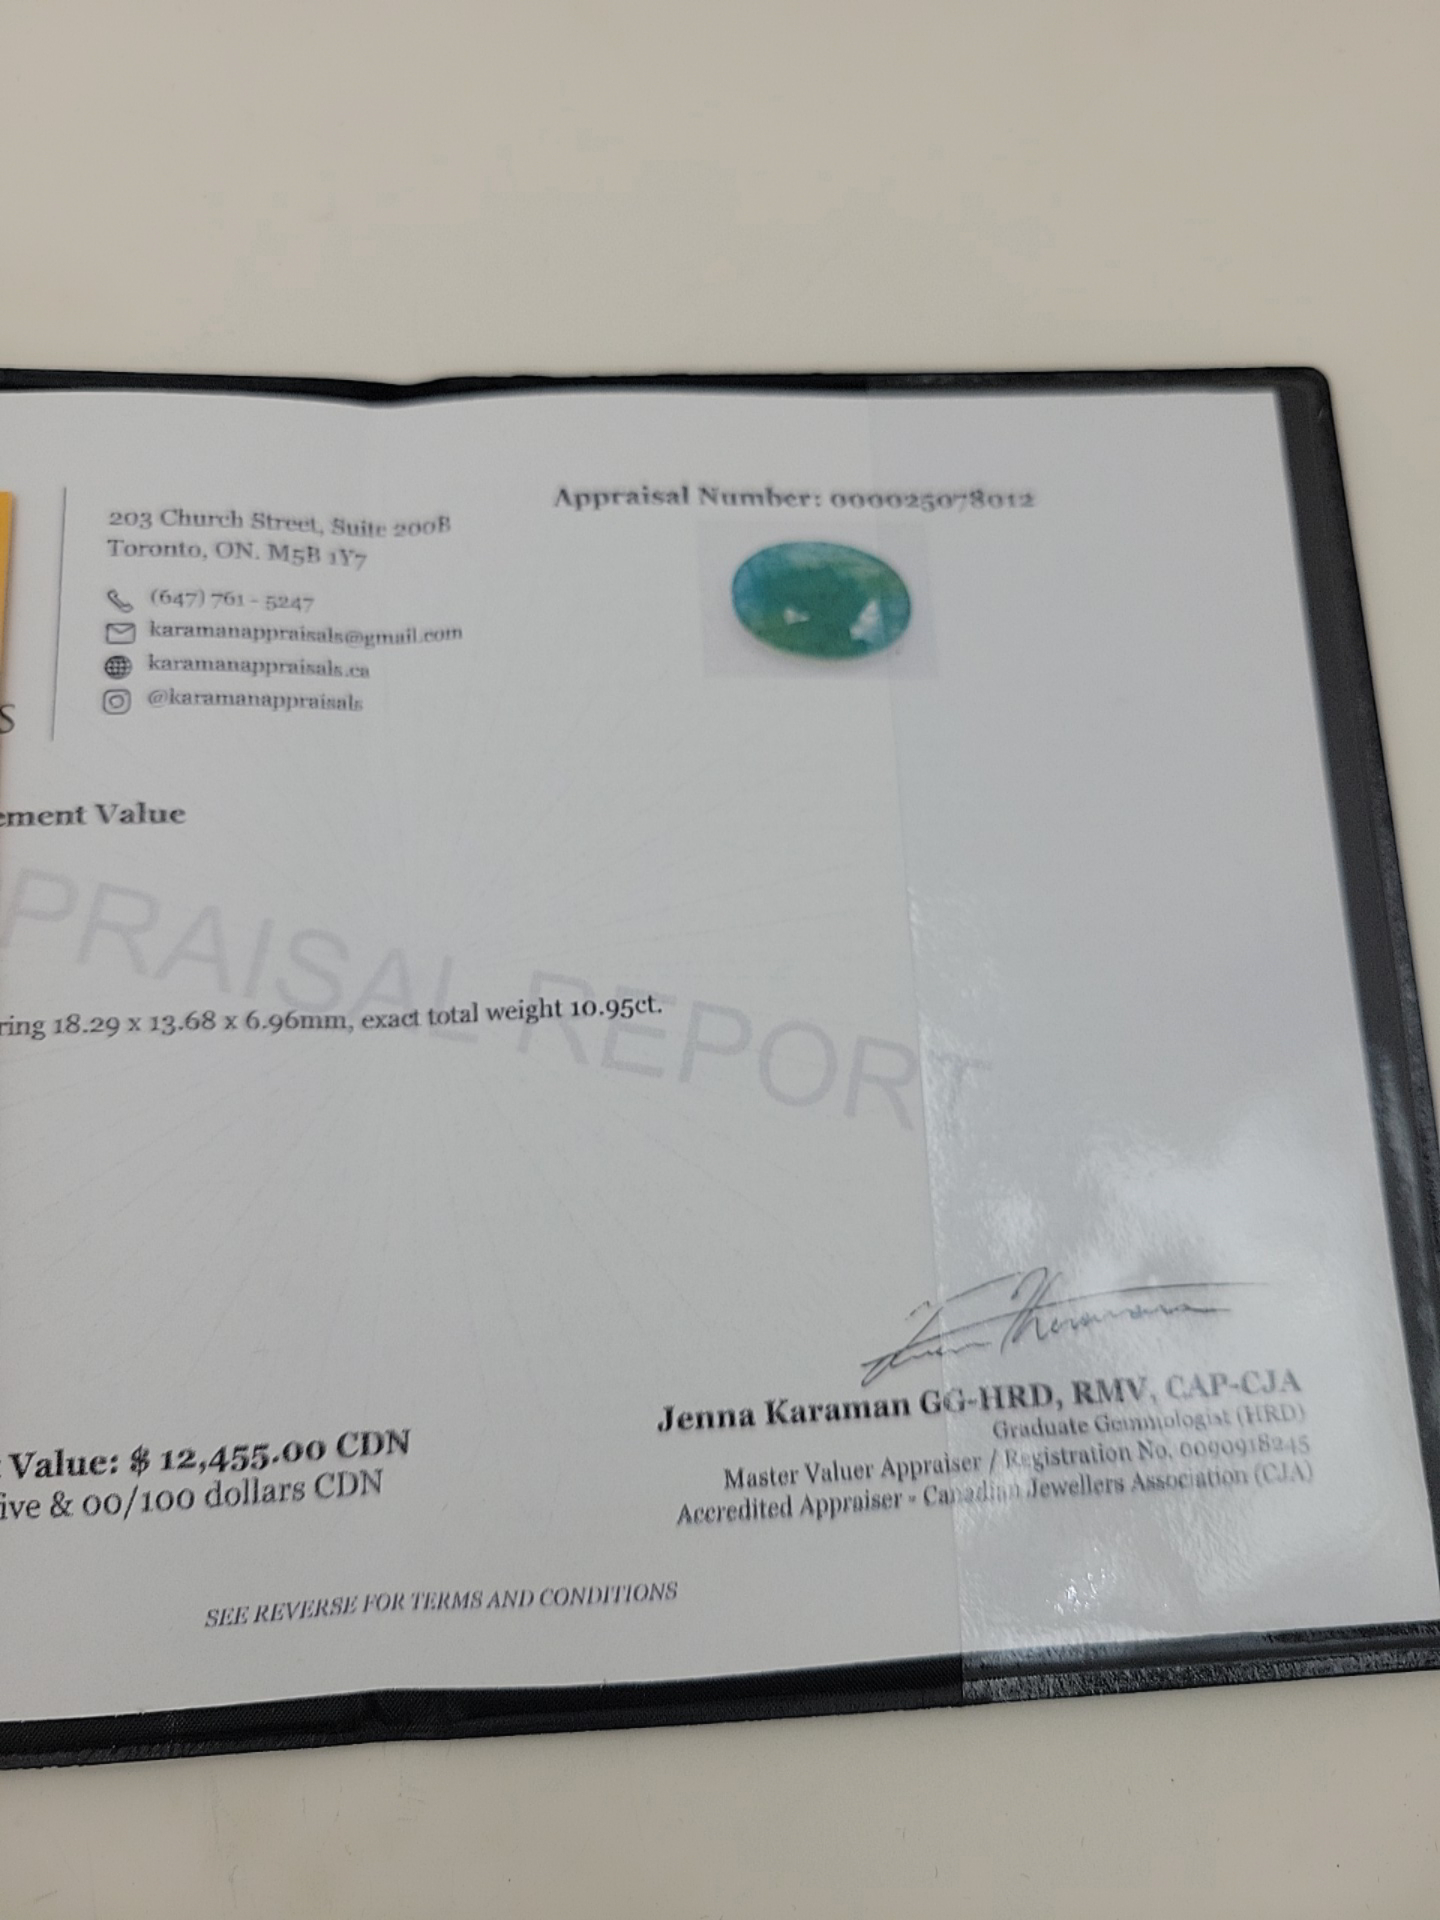 Appraisal Number: 000025078012
203 Church Street, Suite 200B
Toronto, ON. M5B 1Y7
(647) 761 - 5247
karamanappraisals@gmail.com
karamanappraisals.ca
@karamanappraisals
S
ement Value
PRAISAL REPORT
ring 18.29 x 13.68 x 6.96mm, exact total weight 10.95ct.
Jenna Karaman GG-HRD, RMV, CAP-CJA
Graduate Gemmologist (HRD)
Master Valuer Appraiser / Registration No. 0090918245
Accredited Appraiser - Canadian Jewellers Association (CJA)
Value: $ 12,455.00 CDN
five & 00/100 dollars CDN
SEE REVERSE FOR TERMS AND CONDITIONS